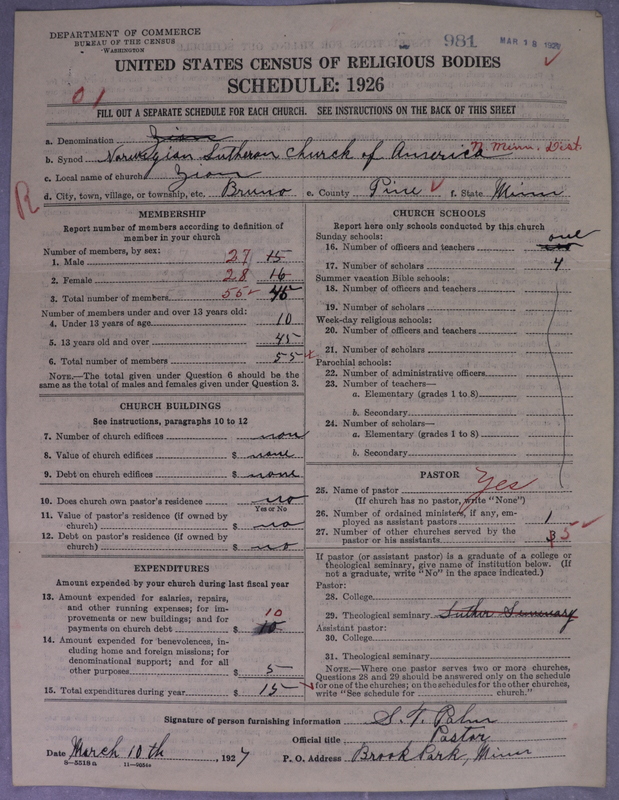 DEPARTMENT OF COMMERCE
BUREAU OF THE CENSUS
WASHINGTON
981
MAR 18 1927
UNITED STATES CENSUS OF RELIGIOUS BODIES
SCHEDULE: 1926
01
FILL OUT A SEPARATE SCHEDULE FOR EACH CHURCH. SEE INSTRUCTIONS ON THE BACK OF THIS SHEET
a. Denomination Zion
b. Synod Norwegian Lutheran Church of America N. Minn. Dist.
c. Local name of church Zion
d. City, town, village, or township, etc. Bruno e. County Pine f. State Minn
R
MEMBERSHIP
Report number of members according to definition of
member in your church
Number of members, by sex:
1. Male 27 15
2. Female 28 16
3. Total number of members 55 45
Number of members under and over 13 years old:
4. Under 13 years of age 10
5. 13 years old and over 45
6. Total number of members 55
NOTE.—The total given under Question 6 should be
same as the total of males and females given under Question 3.
CHURCH BUILDINGS
See instructions, paragraphs 10 to 12
7. Number of church edifices none
8. Value of church edifices $ none
9. Debt on church edifices $ none
10. Does church own pastor's residence no
Yes or No
11. Value of pastor's residence (if owned by
church) $ no
12. Debt on pastor's residence (if owned by
church) $ no
EXPENDITURES
Amount expended by your church during last fiscal year
13. Amount expended for salaries, repairs,
and other running expenses; for im-
provements or new buildings; and for
payments on church debt $ 10 10
14. Amount expended for benevolences, in-
cluding home and foreign missions; for
denominational support; and for all
other purposes $ 5
15. Total expenditures during year $ 15
CHURCH SCHOOLS
Report here only schools conducted by this church
Sunday schools:
16. Number of officers and teachers one
17. Number of scholars 4
Summer vacation Bible schools:
18. Number of officers and teachers
19. Number of scholars
Week-day religious schools:
20. Number of officers and teachers
21. Number of scholars
Parochial schools:
22. Number of administrative officers
23. Number of teachers—
a. Elementary (grades 1 to 8)
b. Secondary
24. Number of scholars—
a. Elementary (grades 1 to 8)
b. Secondary
PASTOR
25. Name of pastor Yes
(If church has no pastor, write "None")
26. Number of ordained ministers, if any, em-
ployed as assistant pastors 1
27. Number of other churches served by the
pastor or his assistants 5
If pastor (or assistant pastor) is a graduate of a college or
theological seminary, give name of institution below. (If
not a graduate, write "No" in the space indicated.)
Pastor:
28. College
29. Theological seminary Luther Seminary
Assistant pastor:
30. College
31. Theological seminary
NOTE.—Where one pastor serves two or more churches,
Questions 28 and 29 should be answered only on the schedule
for one of the churches; on the schedules for the other churches,
write "See schedule for church."
Signature of person furnishing information
Official title Pastor
Date March 10th, 1927 P. O. Address Brook Park, Minn
8—5518 a